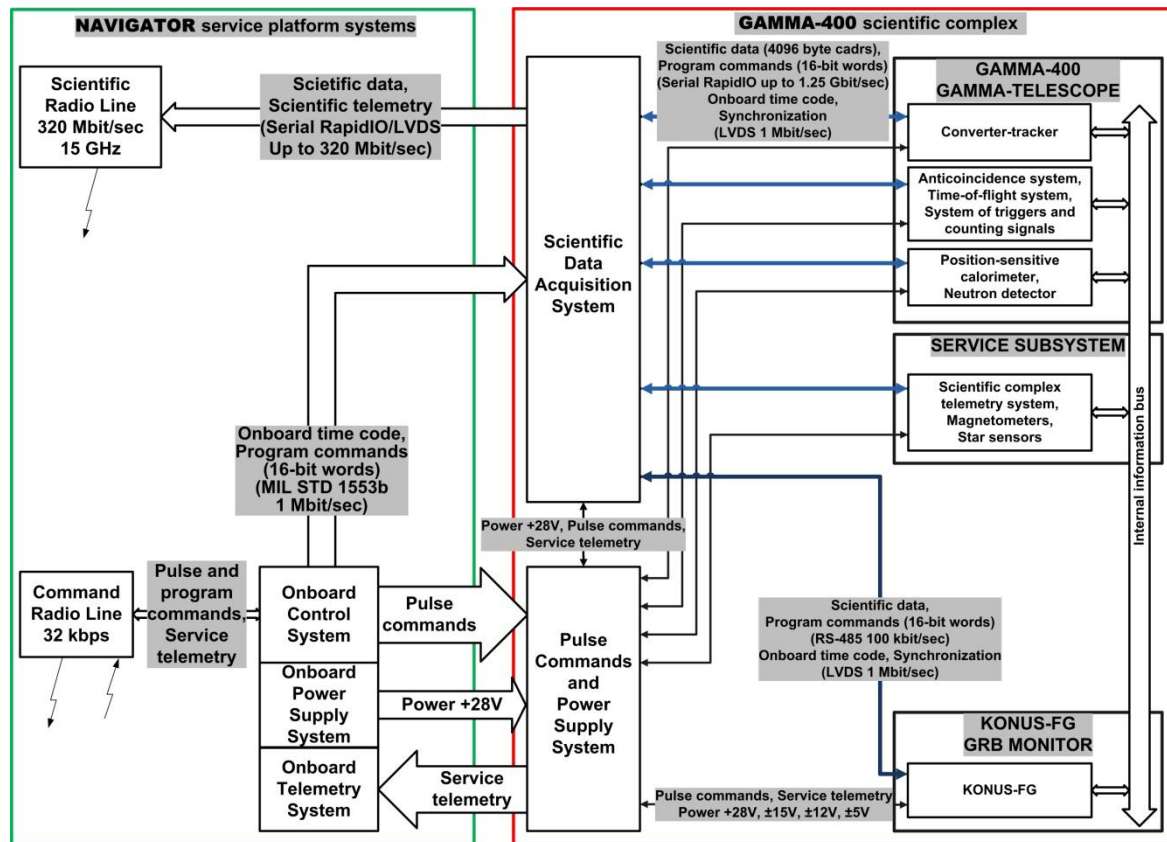 NAVIGATOR service platform systems
Scientific
Radio Line
320 Mbit/sec
15 GHz
Scietific data,
Scientific telemetry
(Serial RapidIO/LVDS
Up to 320 Mbit/sec)
Onboard time code,
Program commands
(16-bit words)
(MIL STD 1553b
1 Mbit/sec)
Command
Radio Line
32 kbps
Pulse and
program
commands,
Service
telemetry
Onboard
Control
System
Onboard
Power
Supply
System
Onboard
Telemetry
System
Pulse
commands
Power +28V
Service
telemetry
GAMMA-400 scientific complex
Scientific data (4096 byte cadrs),
Program commands (16-bit words)
(Serial RapidIO up to 1.25 Gbit/sec)
Onboard time code,
Synchronization
(LVDS 1 Mbit/sec)
Scientific
Data
Acquisition
System
Power +28V, Pulse commands,
Service telemetry
Pulse
Commands
and
Power
Supply
System
GAMMA-400
GAMMA-TELESCOPE
Converter-tracker
Anticoincidence system,
Time-of-flight system,
System of triggers and
counting signals
Position-sensitive
calorimeter,
Neutron detector
SERVICE SUBSYSTEM
Scientific complex
telemetry system,
Magnetometers,
Star sensors
Internal information bus
Scientific data,
Program commands (16-bit words)
(RS-485 100 kbit/sec)
Onboard time code, Synchronization
(LVDS 1 Mbit/sec)
KONUS-FG
GRB MONITOR
KONUS-FG
Pulse commands, Service telemetry
Power +28V, ±15V, ±12V, ±5V